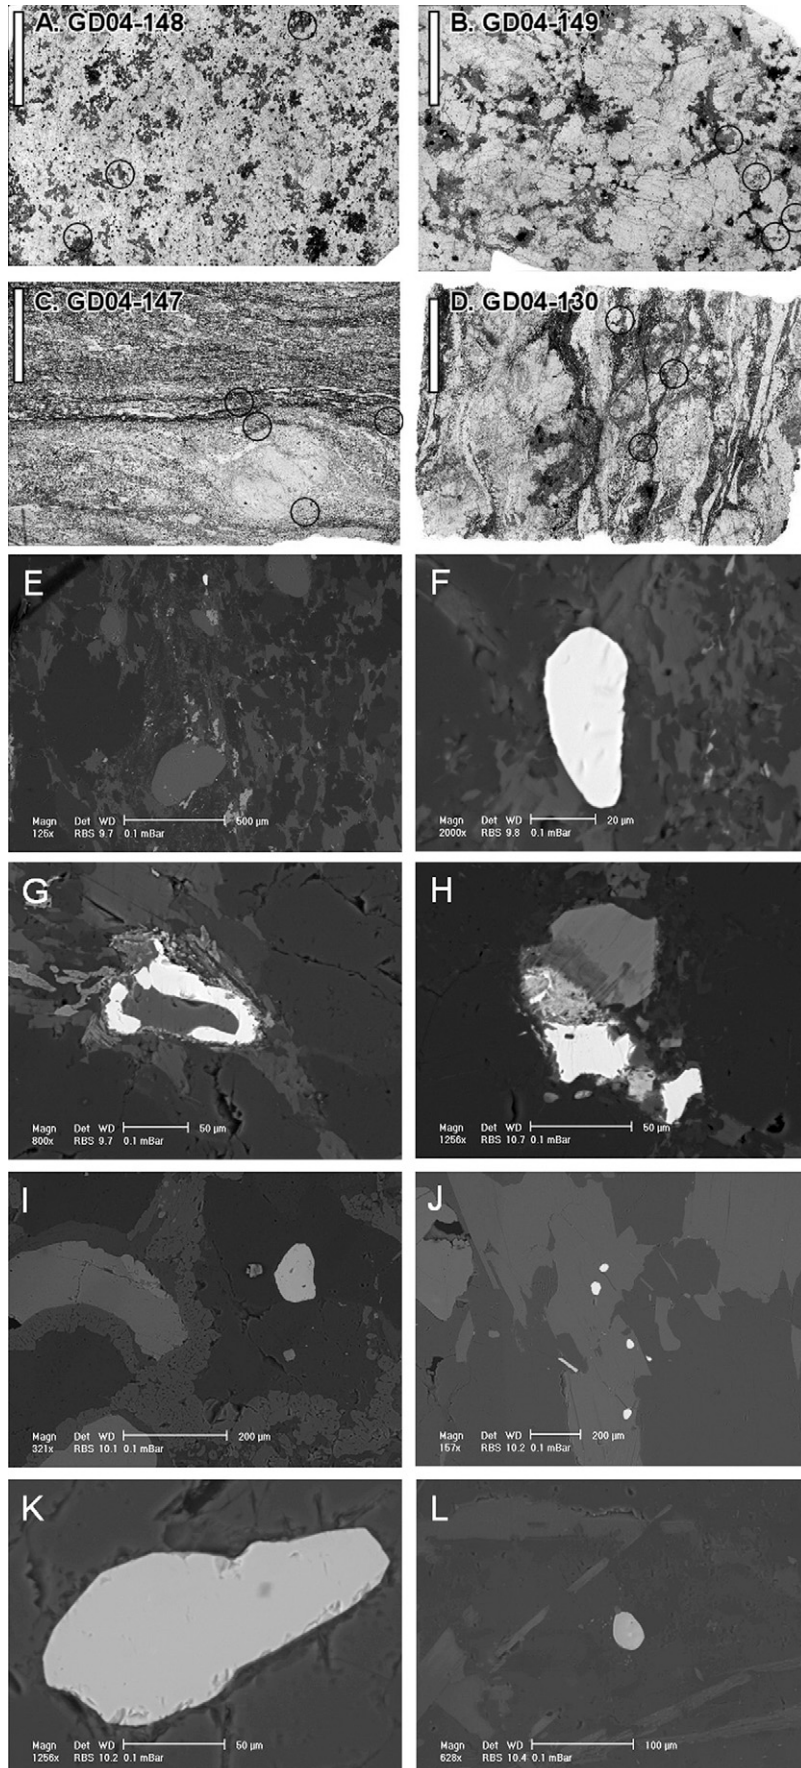 A. GD04-148
B. GD04-149
C. GD04-147
D. GD04-130
E
Magn Det WD
125x RBS 9.7 0.1 mBar
500 µm
F
Magn Det WD
2000x RBS 9.8 0.1 mBar
20 µm
G
Magn Det WD
800x RBS 9.7 0.1 mBar
50 µm
H
Magn Det WD
1256x RBS 10.7 0.1 mBar
50 µm
I
Magn Det WD
321x RBS 10.1 0.1 mBar
200 µm
J
Magn Det WD
157x RBS 10.2 0.1 mBar
200 µm
K
Magn Det WD
1256x RBS 10.2 0.1 mBar
50 µm
L
Magn Det WD
628x RBS 10.4 0.1 mBar
100 µm